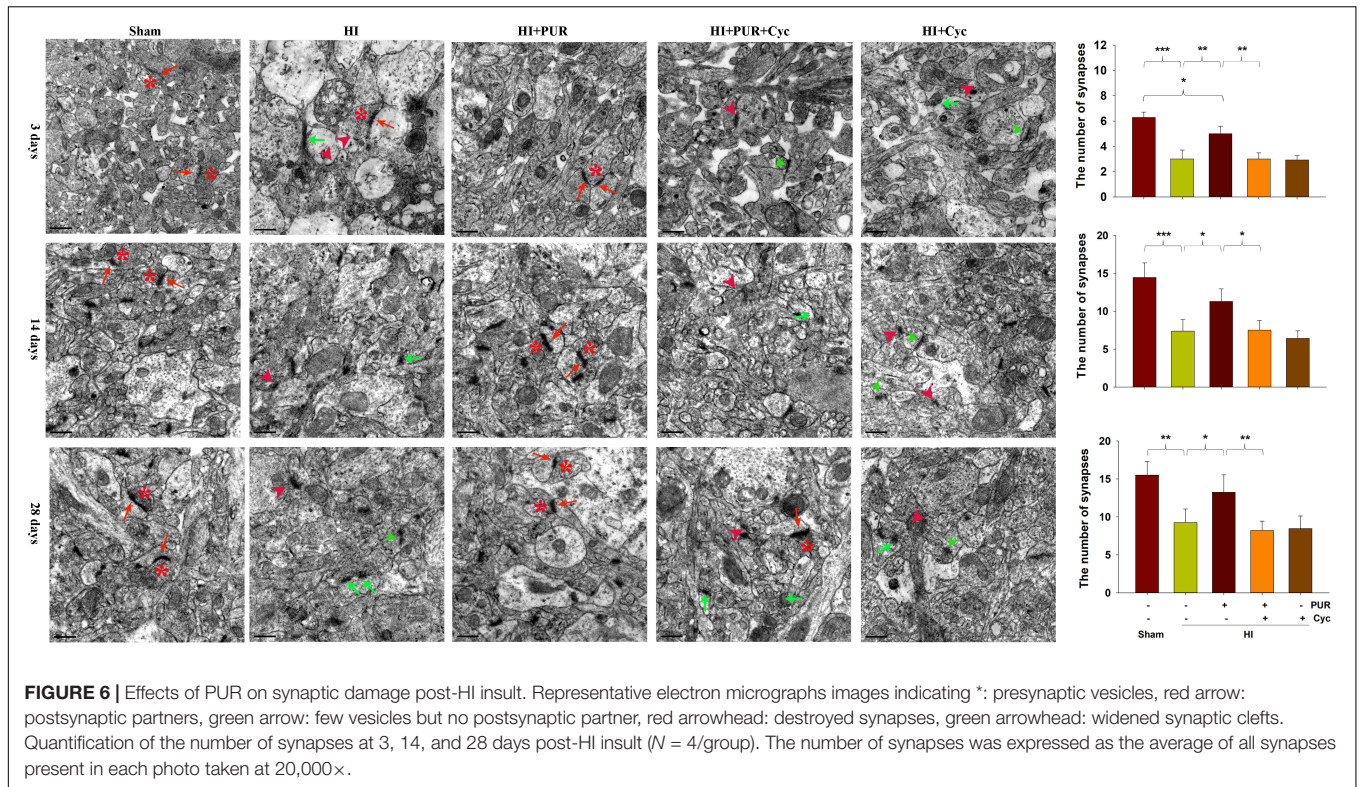 Sham HI HI+PUR HI+PUR+Cyc HI+Cyc
3 days
14 days
28 days
The number of synapses
12
10
8
6
4
2
0
*** ** **
*
The number of synapses
20
15
10
5
0
*** * *
The number of synapses
20
15
10
5
0
** * **
- - + + - PUR
- - - + + Cyc
Sham HI
FIGURE 6 | Effects of PUR on synaptic damage post-HI insult. Representative electron micrographs images indicating *: presynaptic vesicles, red arrow:
postsynaptic partners, green arrow: few vesicles but no postsynaptic partner, red arrowhead: destroyed synapses, green arrowhead: widened synaptic clefts.
Quantification of the number of synapses at 3, 14, and 28 days post-HI insult (N = 4/group). The number of synapses was expressed as the average of all synapses
present in each photo taken at 20,000×.